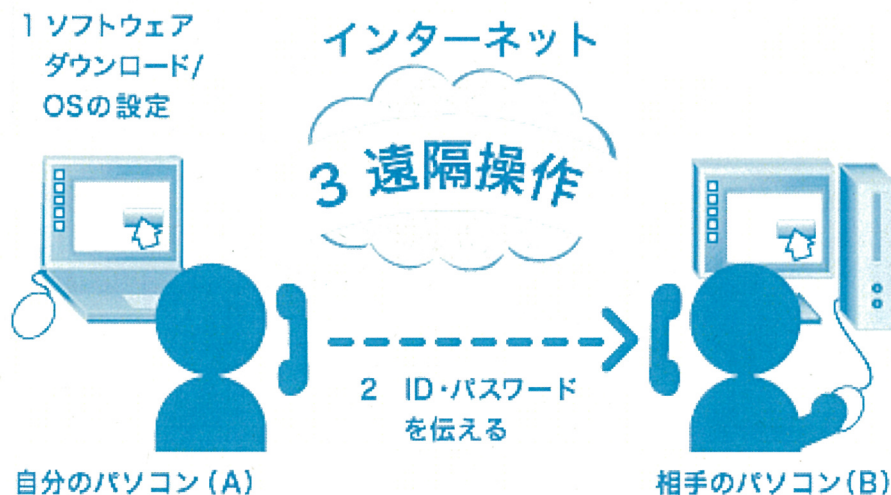 1 ソフトウェア
ダウンロード/
OSの設定
インターネット
3 遠隔操作
2 ID・パスワード
を伝える
自分のパソコン(A)
相手のパソコン(B)